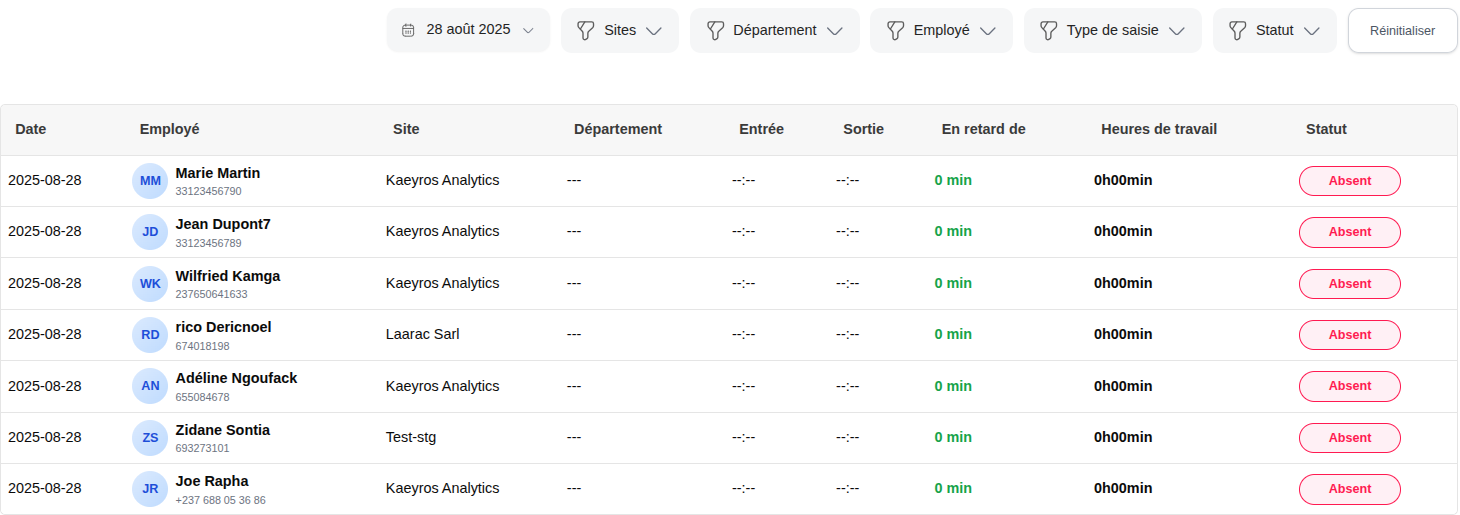 28 août 2025 Sites Département Employé Type de saisie Statut Réinitialiser
Date Employé Site Département Entrée Sortie En retard de Heures de travail Statut
2025-08-28 MM Marie Martin 33123456790 Kaeyros Analytics --- --:-- --:-- 0 min 0h00min Absent
2025-08-28 JD Jean Dupont7 33123456789 Kaeyros Analytics --- --:-- --:-- 0 min 0h00min Absent
2025-08-28 WK Wilfried Kamga 237650641633 Kaeyros Analytics --- --:-- --:-- 0 min 0h00min Absent
2025-08-28 RD rico Dericnoel 674018198 Laarac Sarl --- --:-- --:-- 0 min 0h00min Absent
2025-08-28 AN Adéline Ngoufack 655084678 Kaeyros Analytics --- --:-- --:-- 0 min 0h00min Absent
2025-08-28 ZS Zidane Sontia 693273101 Test-stg --- --:-- --:-- 0 min 0h00min Absent
2025-08-28 JR Joe Rapha +237 688 05 36 86 Kaeyros Analytics --- --:-- --:-- 0 min 0h00min Absent